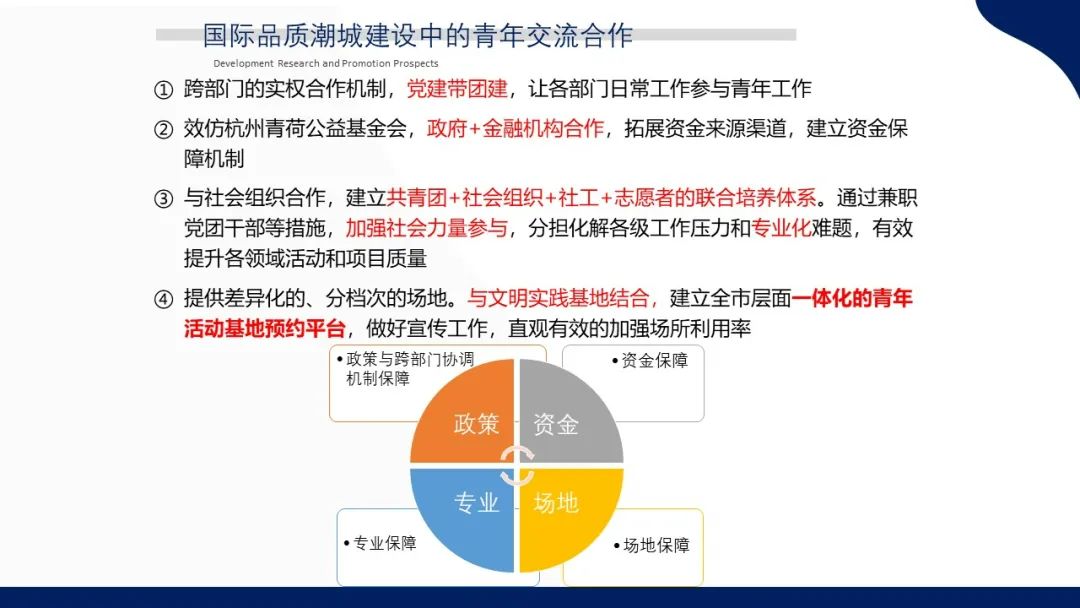 国际品质潮城建设中的青年交流合作
Development Research and Promotion Prospects
① 跨部门的实权合作机制，党建带团建，让各部门日常工作参与青年工作
② 效仿杭州青荷公益基金会，政府+金融机构合作，拓展资金来源渠道，建立资金保
障机制
③ 与社会组织合作，建立共青团+社会组织+社工+志愿者的联合培养体系。通过兼职
党团干部等措施，加强社会力量参与，分担化解各级工作压力和专业化难题，有效
提升各领域活动和项目质量
④ 提供差异化的、分档次的场地。与文明实践基地结合，建立全市层面一体化的青年
活动基地预约平台，做好宣传工作，直观有效的加强场所利用率
•政策与跨部门协调
机制保障
•资金保障
政策
资金
专业
场地
•专业保障
•场地保障